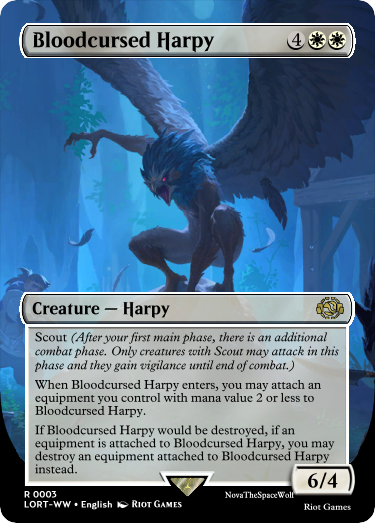 Bloodcursed Harpy 4
Creature — Harpy
Scout (After your first main phase, there is an additional
combat phase. Only creatures with Scout may attack in this
phase and they gain vigilance until end of combat.)
When Bloodcursed Harpy enters, you may attach an
equipment you control with mana value 2 or less to
Bloodcursed Harpy.
If Bloodcursed Harpy would be destroyed, if an
equipment is attached to Bloodcursed Harpy, you may
destroy an equipment attached to Bloodcursed Harpy
instead.
6/4
R 0003 NovaTheSpaceWolf
LORT-WW • English Riot Games Riot Games